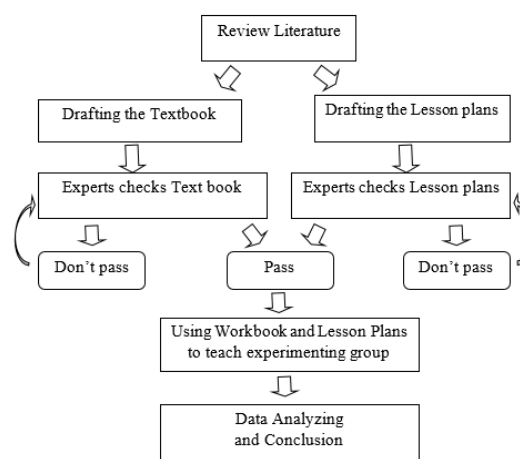 Review Literature
Drafting the Textbook
Drafting the Lesson plans
Experts checks Text book
Experts checks Lesson plans
Don't pass
Pass
Don't pass
Using Workbook and Lesson Plans
to teach experimenting group
Data Analyzing
and Conclusion